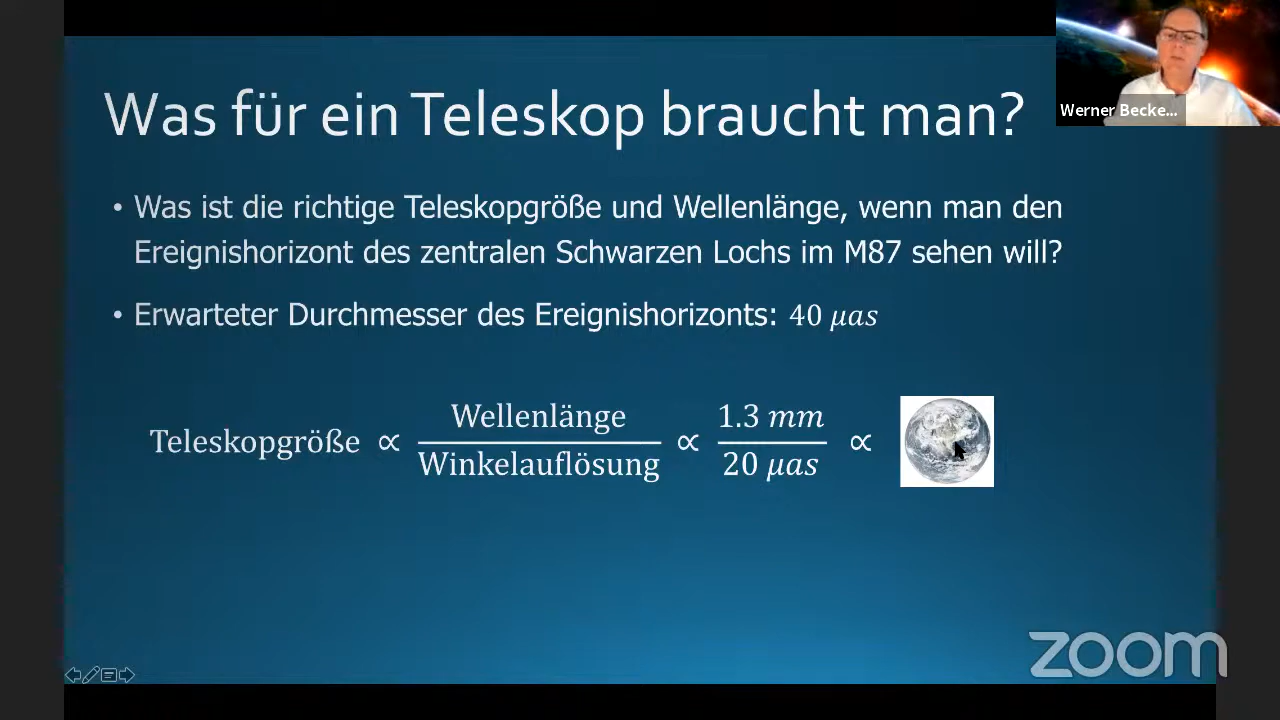 Was für ein Teleskop braucht man?
Werner Becke...
• Was ist die richtige Teleskopgröße und Wellenlänge, wenn man den
Ereignishorizont des zentralen Schwarzen Lochs im M87 sehen will?
• Erwarteter Durchmesser des Ereignishorizonts: 40 μas
Teleskopgröße ∝ Wellenlänge / Winkelauflösung ∝ 1.3 mm / 20 μas ∝
zoom